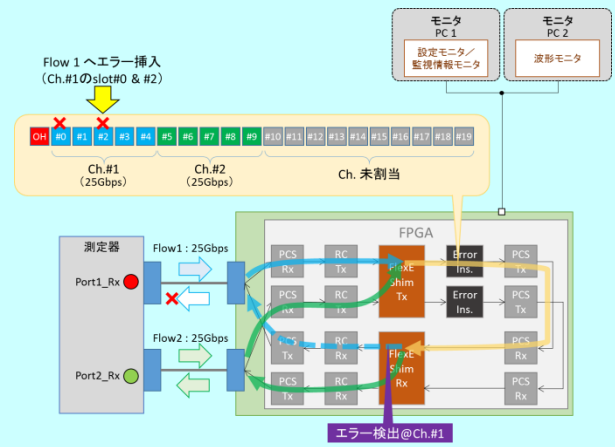 モニタ
PC 1
設定モニタ／
監視情報モニタ
モニタ
PC 2
波形モニタ
Flow 1 へエラー挿入
(Ch.#1のslot#0 & #2)
OH #0 #1 #2 #3 #4 #5 #6 #7 #8 #9 #10 #11 #12 #13 #14 #15 #16 #17 #18 #19
Ch.#1
（25Gbps）
Ch.#2
（25Gbps）
Ch. 未割当
測定器
Port1_Rx
Port2_Rx
Flow1 : 25Gbps
Flow2 : 25Gbps
FPGA
PCS
Rx
RC
Tx
FlexE
Shim
Tx
Error
Ins.
PCS
Tx
PCS
Rx
RC
Tx
Error
Ins.
PCS
Tx
PCS
Tx
RC
Rx
FlexE
Shim
Rx
PCS
Rx
PCS
Tx
RC
Rx
PCS
Rx
エラー検出@Ch.#1